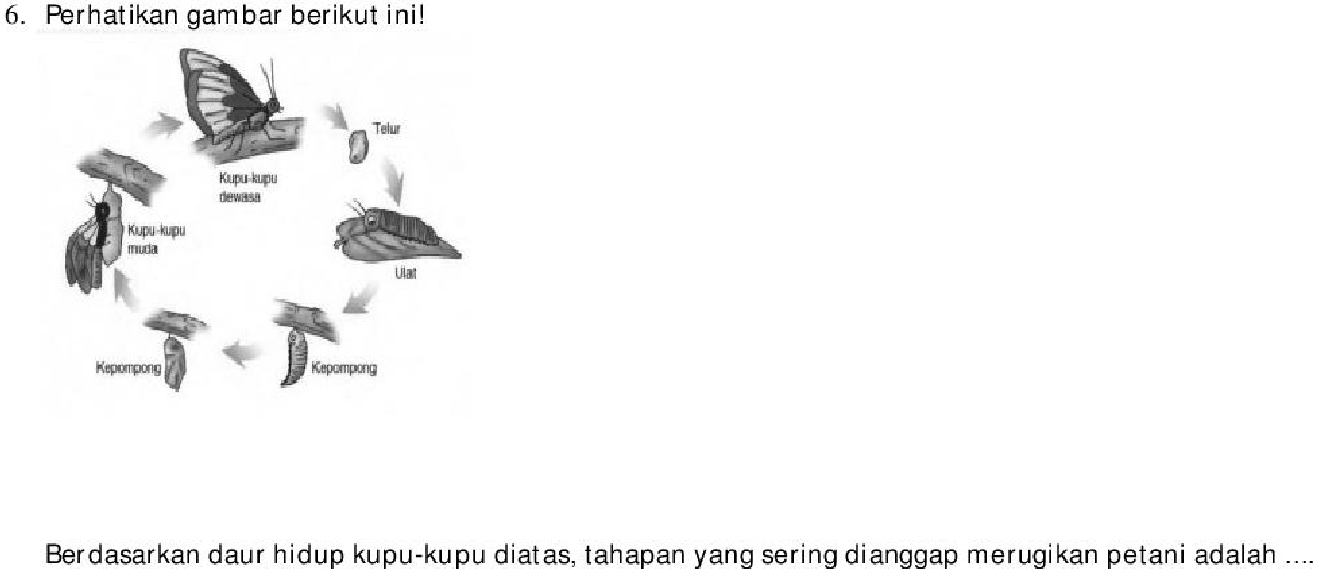 6. Perhatikan gambar berikut ini!
Telur
Kupu-kupu
dewasa
Kupu-kupu
muda
Ulat
Kepompong
Kepompong
Berdasarkan daur hidup kupu-kupu diatas, tahapan yang sering dianggap merugikan petani adalah ....